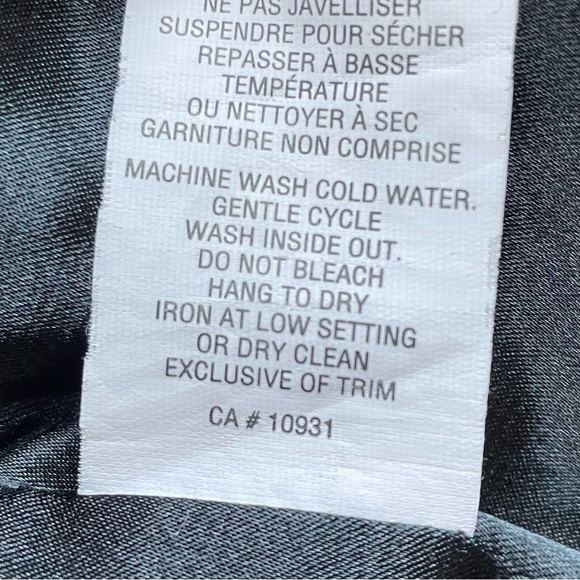 NE PAS JAVELLISER
SUSPENDRE POUR SÉCHER
REPASSER À BASSE
TEMPÉRATURE
OU NETTOYER À SEC
GARNITURE NON COMPRISE
MACHINE WASH COLD WATER.
GENTLE CYCLE
WASH INSIDE OUT.
DO NOT BLEACH
HANG TO DRY
IRON AT LOW SETTING
OR DRY CLEAN
EXCLUSIVE OF TRIM
CA # 10931